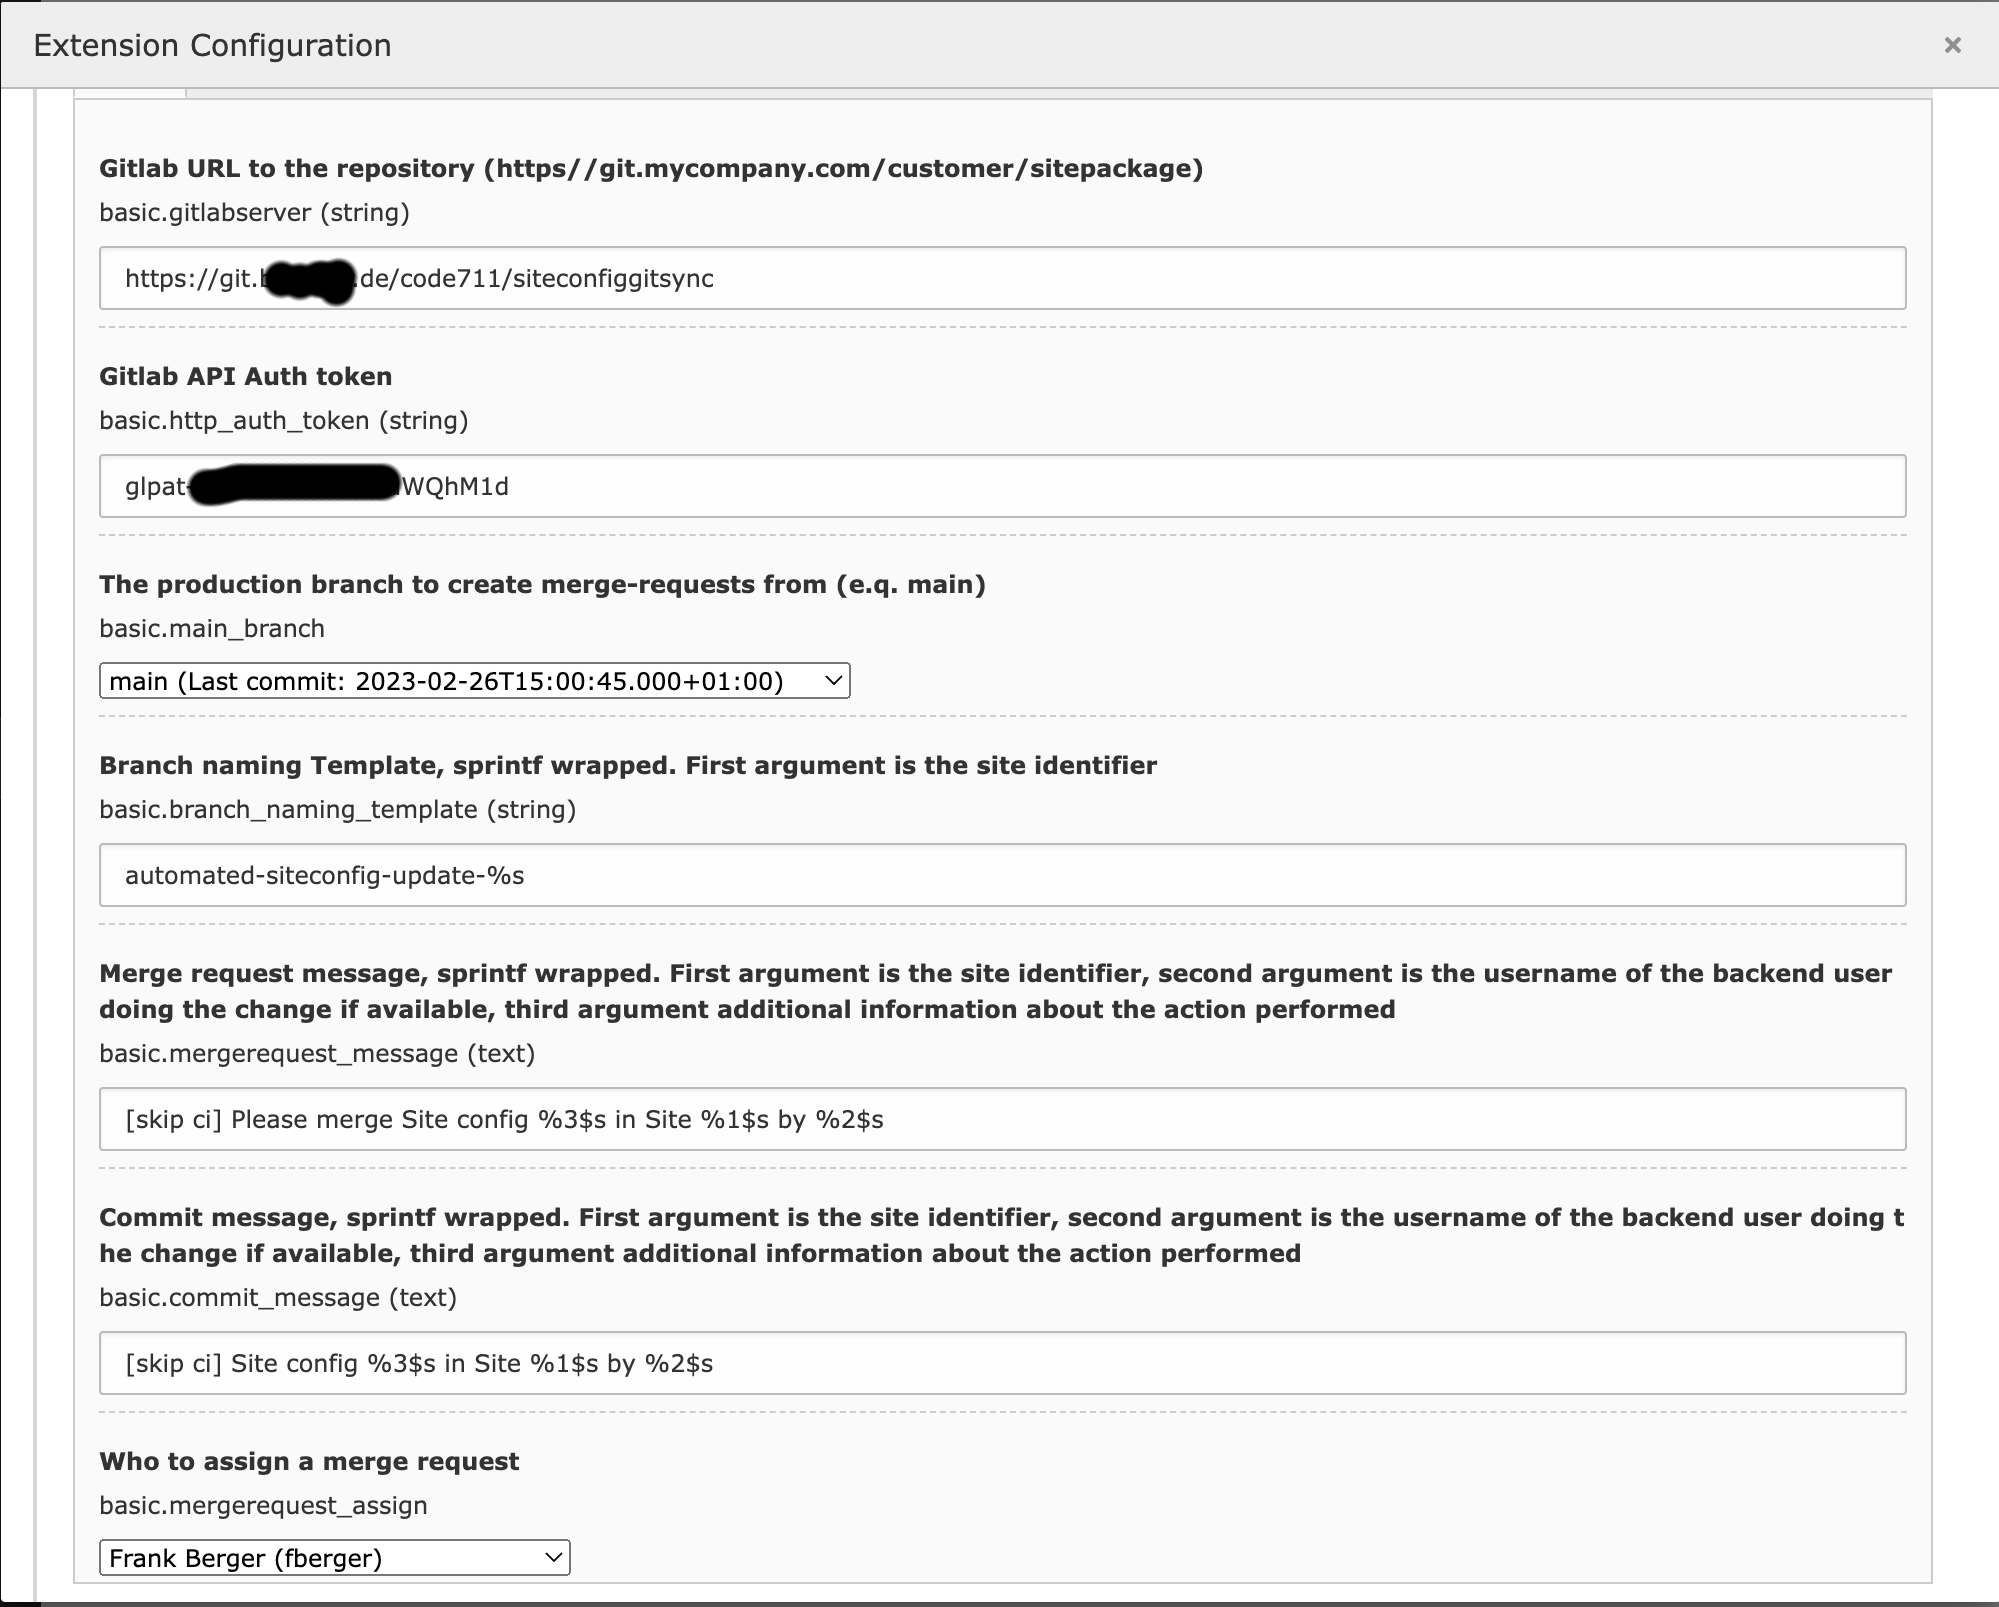 Extension Configuration
×
Gitlab URL to the repository (https//git.mycompany.com/customer/sitepackage)
basic.gitlabserver (string)
https://git. .de/code711/siteconfiggitsync
Gitlab API Auth token
basic.http_auth_token (string)
glpat- WQhM1d
The production branch to create merge-requests from (e.q. main)
basic.main_branch
main (Last commit: 2023-02-26T15:00:45.000+01:00)
Branch naming Template, sprintf wrapped. First argument is the site identifier
basic.branch_naming_template (string)
automated-siteconfig-update-%s
Merge request message, sprintf wrapped. First argument is the site identifier, second argument is the username of the backend user
doing the change if available, third argument additional information about the action performed
basic.mergerequest_message (text)
[skip ci] Please merge Site config %3$s in Site %1$s by %2$s
Commit message, sprintf wrapped. First argument is the site identifier, second argument is the username of the backend user doing t
he change if available, third argument additional information about the action performed
basic.commit_message (text)
[skip ci] Site config %3$s in Site %1$s by %2$s
Who to assign a merge request
basic.mergerequest_assign
Frank Berger (fberger)